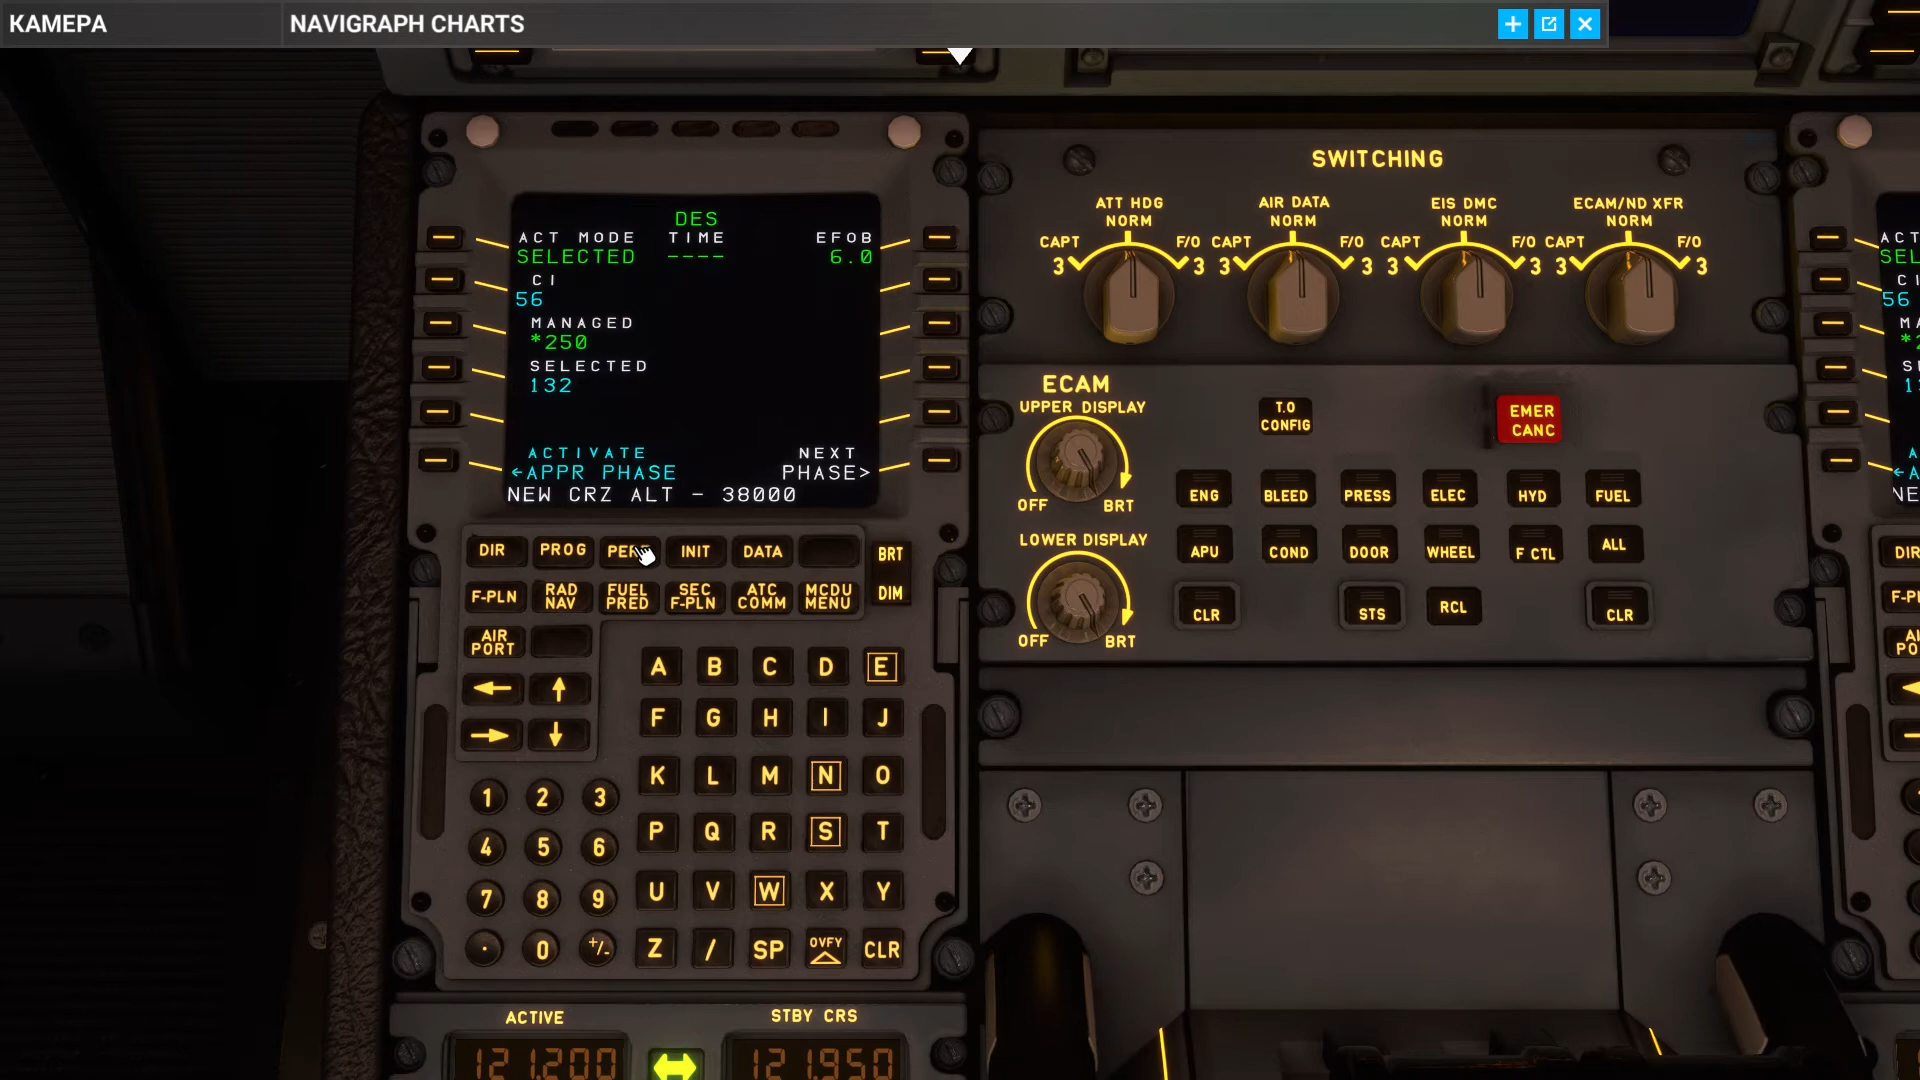 КАМЕРА
NAVIGRAPH CHARTS
DES
ACT MODE TIME EFOB
SELECTED ---- 6.0
CI
56
MANAGED
*250
SELECTED
132
ACTIVATE NEXT
←APPR PHASE PHASE>
NEW CRZ ALT - 38000
DIR PROG INIT DATA BRT
F-PLN RAD NAV FUEL PRED SEC F-PLN ATC COMM MCDU MENU DIM
AIR PORT
A B C D E
F G H I J
K L M N O
1 2 3
P Q R S T
4 5 6
U V W X Y
7 8 9
. 0 +/- Z / SP OVFY CLR
ACTIVE STBY CRS
121.200 121.950
SWITCHING
ATT HDG AIR DATA EIS DMC ECAM/ND XFR
NORM NORM NORM NORM
CAPT F/O CAPT F/O CAPT F/O CAPT F/O
3 3 3 3 3 3 3 3
ECAM
UPPER DISPLAY
OFF BRT
LOWER DISPLAY
OFF BRT
T.O CONFIG
EMER CANC
ENG BLEED PRESS ELEC HYD FUEL
APU COND DOOR WHEEL F CTL ALL
CLR STS RCL CLR
56